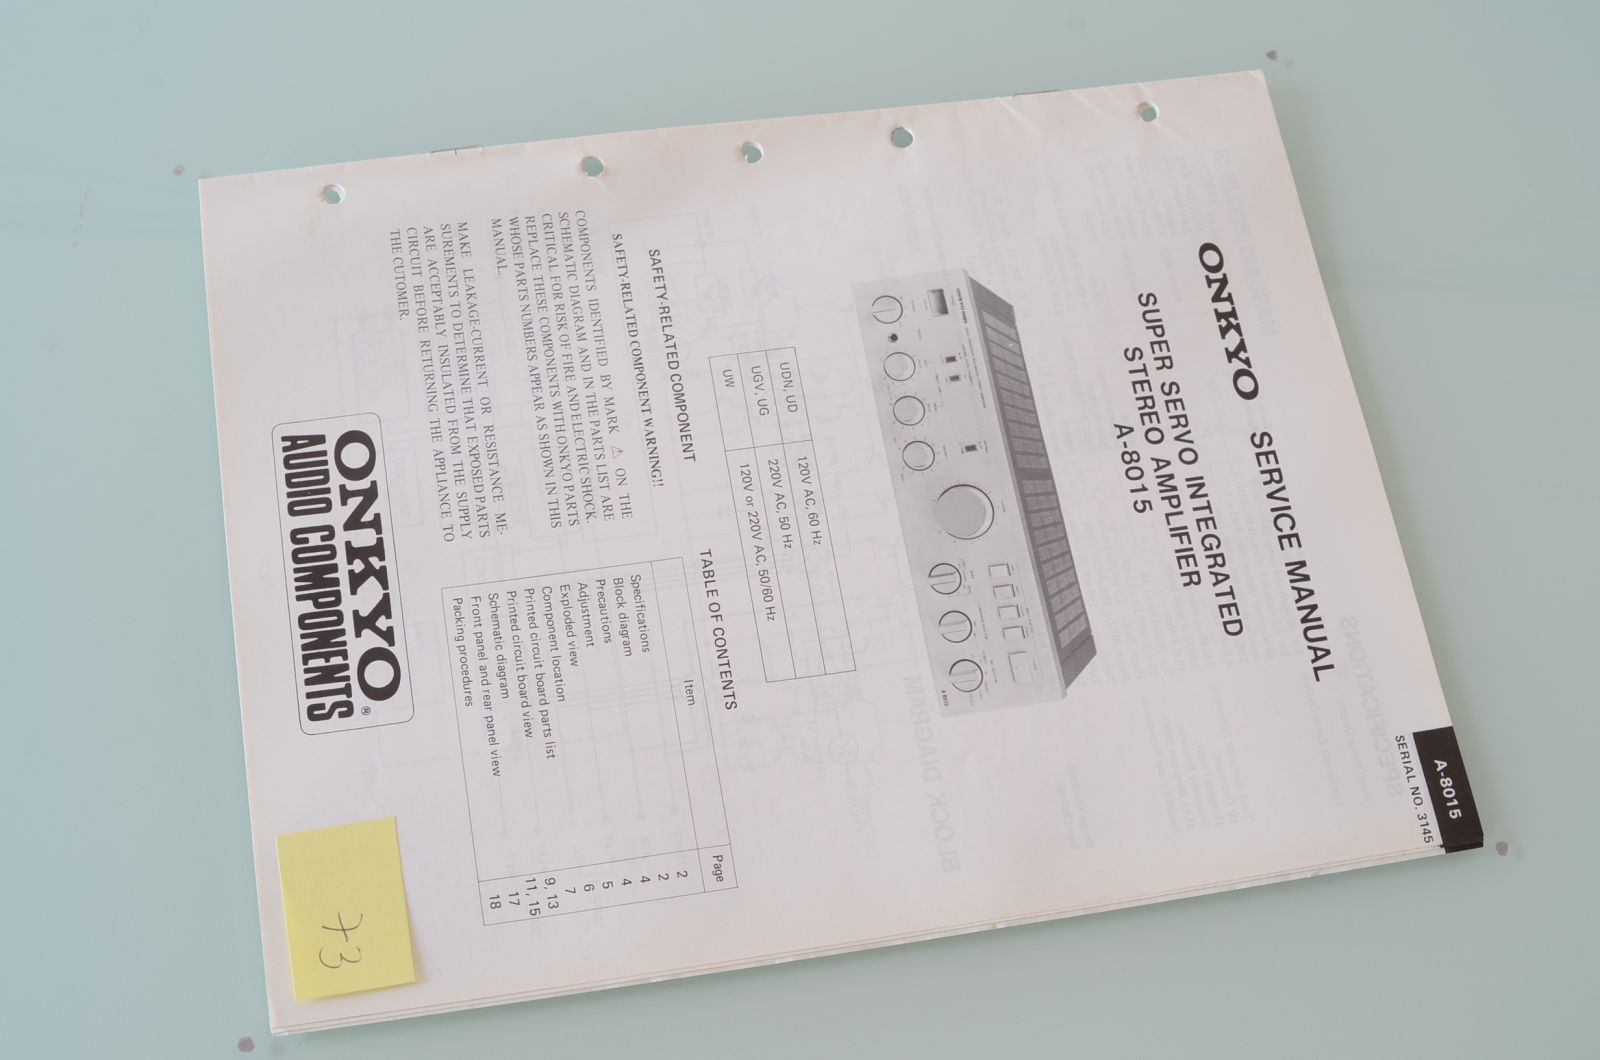 ONKYO SERVICE MANUAL
SUPER SERVO INTEGRATED
STEREO AMPLIFIER
A-8015
A-8015
SERIAL NO. 3145
UDN, UD 120V AC, 60 Hz
UGV, UG 220V AC, 50 Hz
UW 120V or 220V AC, 50/60 Hz
SAFETY-RELATED COMPONENT
SAFETY-RELATED COMPONENT WARNING!!
COMPONENTS IDENTIFIED BY MARK ⚠ ON THE
SCHEMATIC DIAGRAM AND IN THE PARTS LIST ARE
CRITICAL FOR RISK OF FIRE AND ELECTRIC SHOCK.
REPLACE THESE COMPONENTS WITH ONKYO PARTS
WHOSE PARTS NUMBERS APPEAR AS SHOWN IN THIS
MANUAL.
MAKE LEAKAGE-CURRENT OR RESISTANCE ME-
SUREMENTS TO DETERMINE THAT EXPOSED PARTS
ARE ACCEPTABLY INSULATED FROM THE SUPPLY
CIRCUIT BEFORE RETURNING THE APPLIANCE TO
THE CUTOMER.
TABLE OF CONTENTS
Item Page
Specifications 2
Block diagram 2
Precautions 4
Adjustment 4
Exploded view 5
Component location 6
Printed circuit board parts list 7
Printed circuit board view 9, 13
Schematic diagram 11, 15
Front panel and rear panel view 17
Packing procedures 18
ONKYO®
AUDIO COMPONENTS